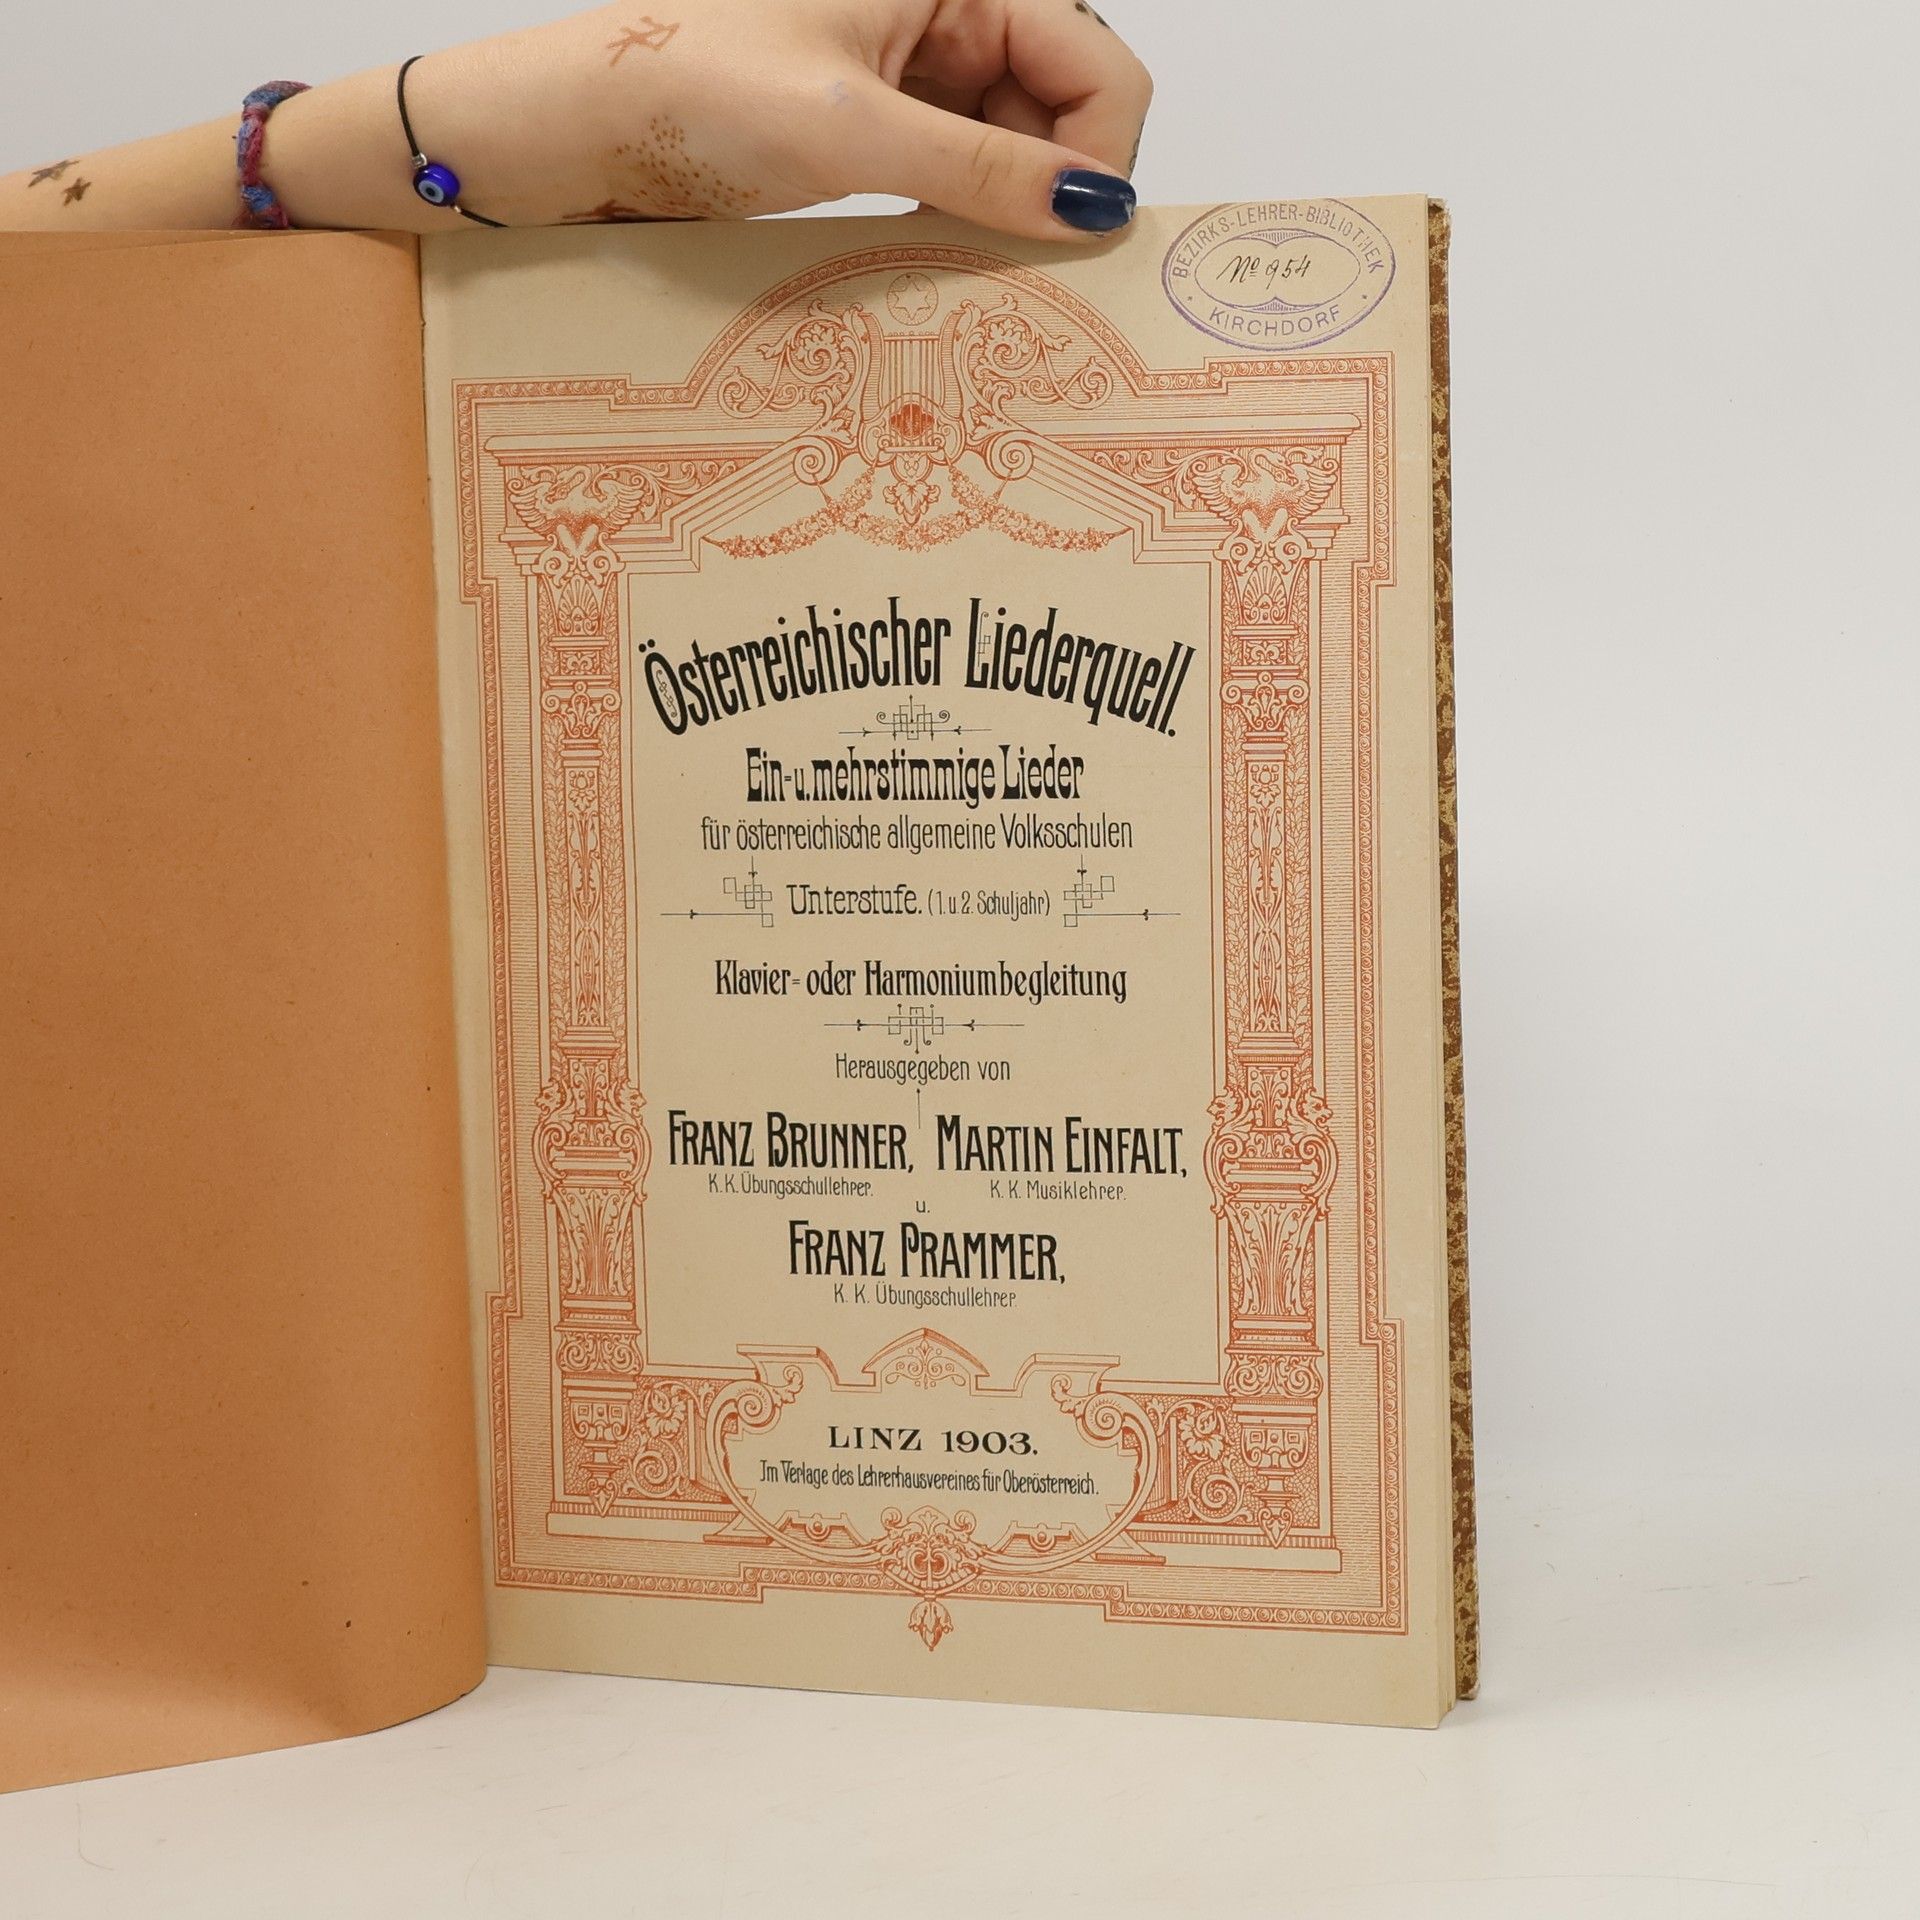 BEZIRKS-LEHRER-BIBLIOTHEK
No 954
KIRCHDORF
Österreichischer Liederquell.
Ein-u. mehrstimmige Lieder
für österreichische allgemeine Volksschulen
Unterstufe. (1. u 2. Schuljahr)
Klavier- oder Harmoniumbegleitung
Herausgegeben von
FRANZ BRUNNER, MARTIN EINFALT,
K. K. Übungsschullehrer. K. K. Musiklehrer.
u.
FRANZ PRAMMER,
K. K. Übungsschullehrer.
LINZ 1903.
Im Verlage des Lehrerhausvereines für Oberösterreich.